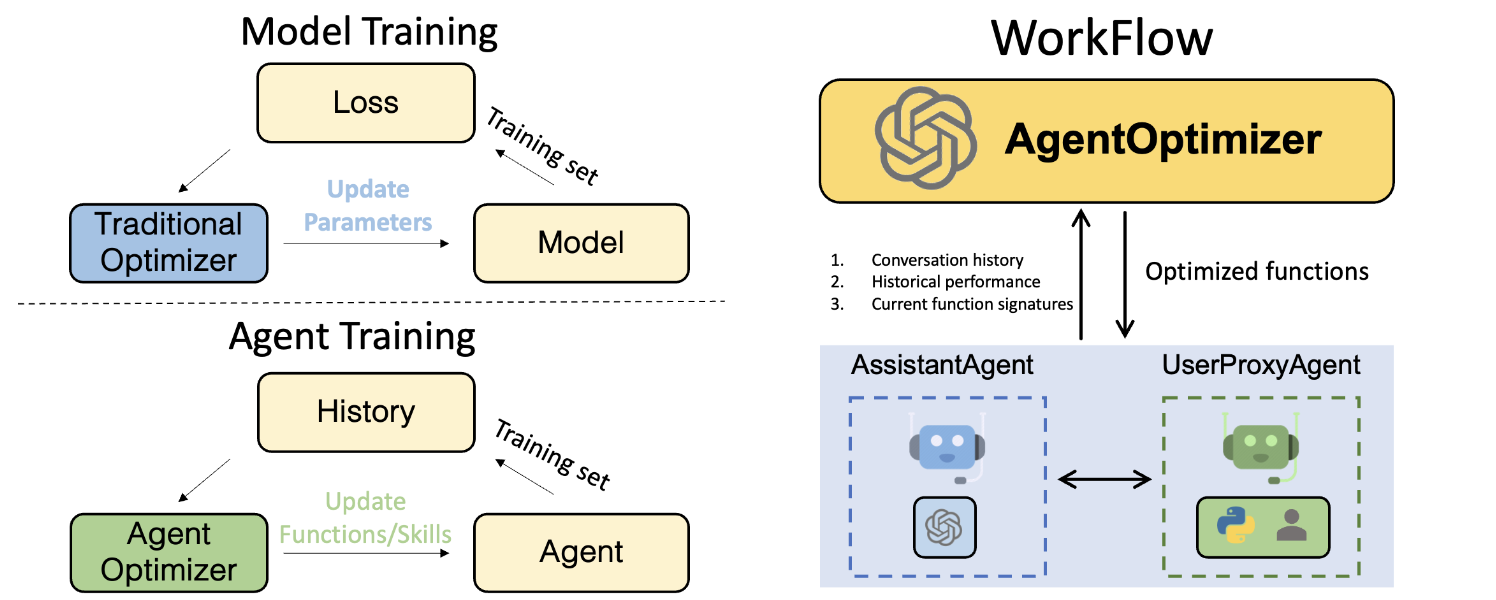 Model Training
Loss
Training set
Update
Parameters
Traditional
Optimizer
Model
Agent Training
History
Training set
Update
Functions/Skills
Agent
Optimizer
Agent
WorkFlow
AgentOptimizer
1. Conversation history
2. Historical performance
3. Current function signatures
Optimized functions
AssistantAgent
UserProxyAgent